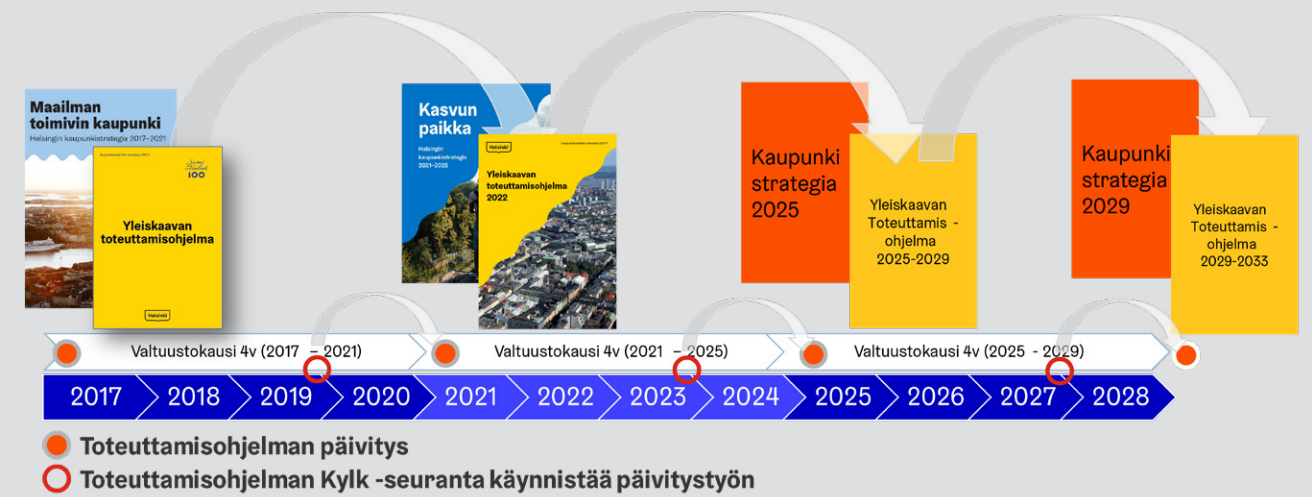 Maailman
toimivin kaupunki
Helsingin kaupunkistrategia 2017–2021
Suomi
Finland
100
Yleiskaavan
toteuttamisohjelma
Helsinki
Kasvun
paikka
Helsingin
kaupunkistrategia
2021–2025
Helsinki
Yleiskaavan
toteuttamisohjelma
2022
Kaupunki
strategia
2025
Yleiskaavan
Toteuttamis -
ohjelma
2025-2029
Kaupunki
strategia
2029
Yleiskaavan
Toteuttamis -
ohjelma
2029-2033
Valtuustokausi 4v (2017 – 2021)
Valtuustokausi 4v (2021 – 2025)
Valtuustokausi 4v (2025 - 2029)
2017 2018 2019 2020 2021 2022 2023 2024 2025 2026 2027 2028
Toteuttamisohjelman päivitys
Toteuttamisohjelman Kylk -seuranta käynnistää päivitystyön